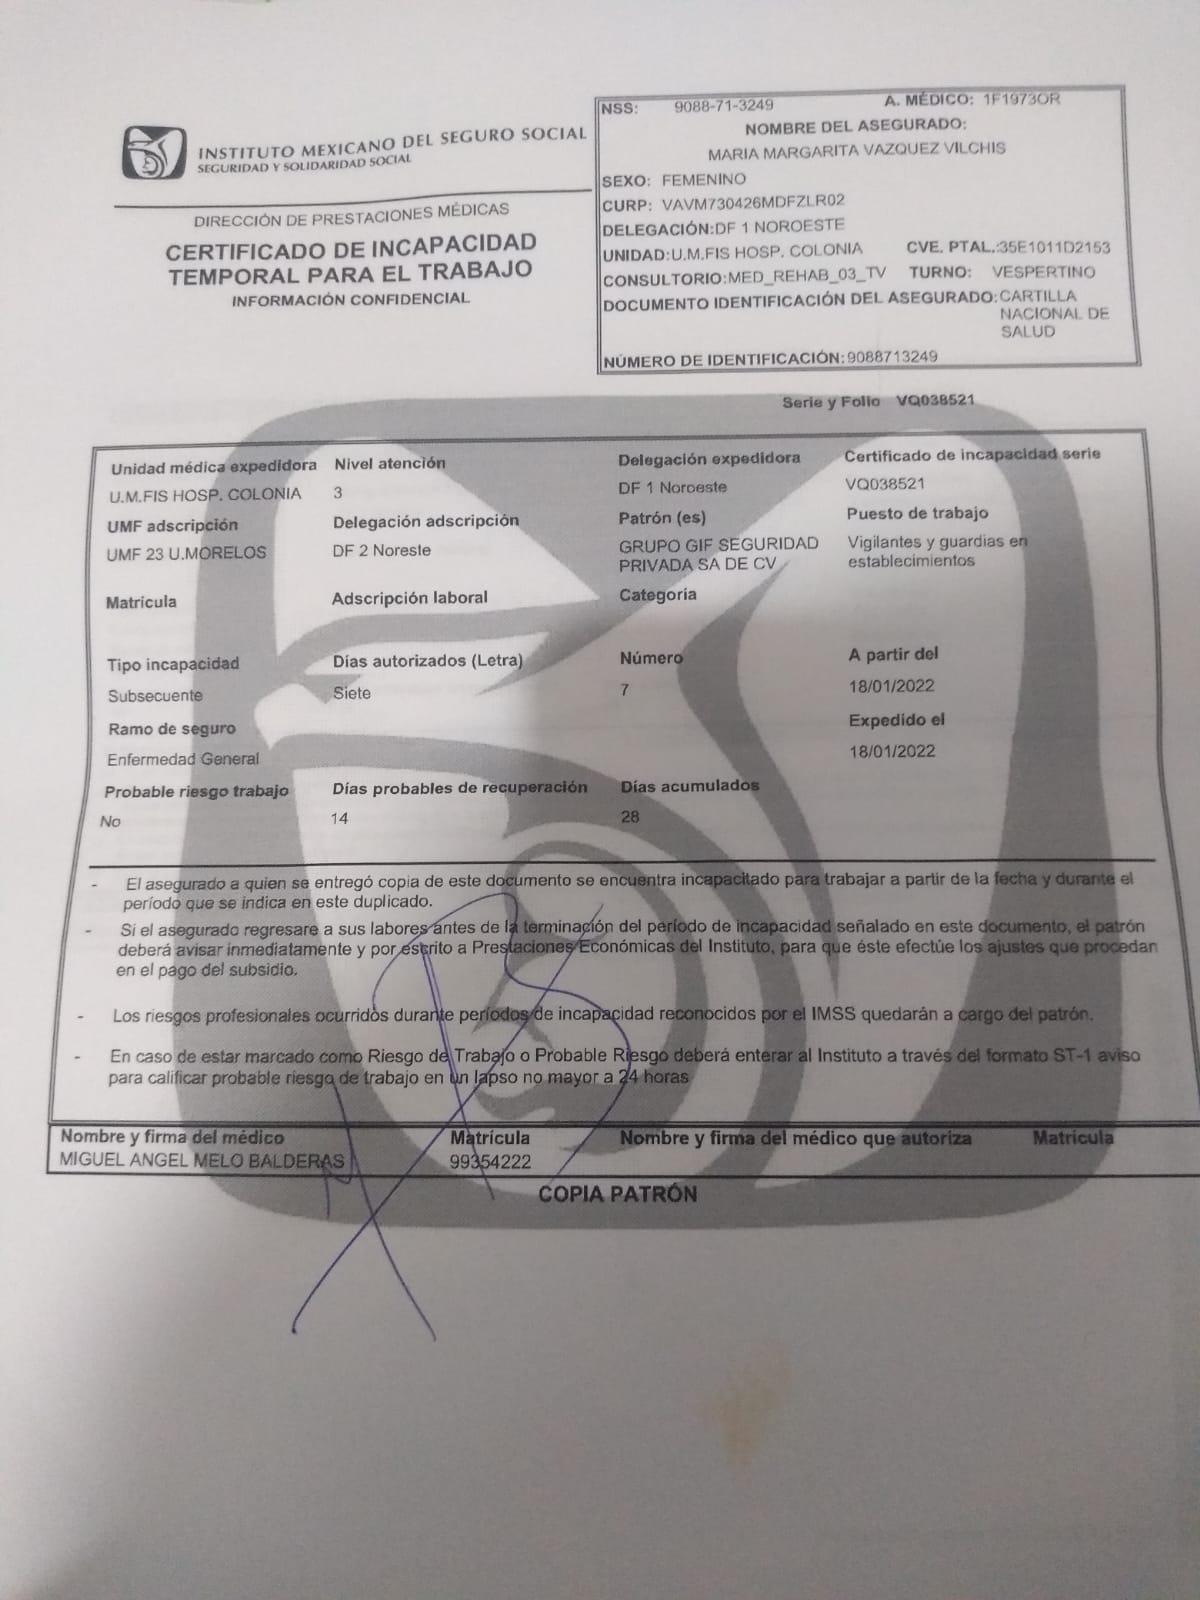 INSTITUTO MEXICANO DEL SEGURO SOCIAL
SEGURIDAD Y SOLIDARIDAD SOCIAL
DIRECCIÓN DE PRESTACIONES MÉDICAS
CERTIFICADO DE INCAPACIDAD
TEMPORAL PARA EL TRABAJO
INFORMACIÓN CONFIDENCIAL
NSS: 9088-71-3249 A. MÉDICO: 1F1973OR
NOMBRE DEL ASEGURADO:
MARIA MARGARITA VAZQUEZ VILCHIS
SEXO: FEMENINO
CURP: VAVM730426MDFZLR02
DELEGACIÓN:DF 1 NOROESTE
UNIDAD:U.M.FIS HOSP. COLONIA CVE. PTAL.:35E1011D2153
CONSULTORIO:MED_REHAB_03_TV TURNO: VESPERTINO
DOCUMENTO IDENTIFICACIÓN DEL ASEGURADO:CARTILLA
NACIONAL DE
SALUD
NÚMERO DE IDENTIFICACIÓN:9088713249
Serie y Folio VQ038521
Unidad médica expedidora Nivel atención Delegación expedidora Certificado de incapacidad serie
U.M.FIS HOSP. COLONIA 3 DF 1 Noroeste VQ038521
UMF adscripción Delegación adscripción Patrón (es) Puesto de trabajo
UMF 23 U.MORELOS DF 2 Noreste GRUPO GIF SEGURIDAD Vigilantes y guardias en
PRIVADA SA DE CV establecimientos
Matrícula Adscripción laboral Categoría
Tipo incapacidad Días autorizados (Letra) Número A partir del
Subsecuente Siete 7 18/01/2022
Ramo de seguro Expedido el
Enfermedad General 18/01/2022
Probable riesgo trabajo Días probables de recuperación Días acumulados
No 14 28
- El asegurado a quien se entregó copia de este documento se encuentra incapacitado para trabajar a partir de la fecha y durante el
período que se indica en este duplicado.
- Si el asegurado regresare a sus labores antes de la terminación del período de incapacidad señalado en este documento, el patrón
deberá avisar inmediatamente y por escrito a Prestaciones Económicas del Instituto, para que éste efectúe los ajustes que procedan
en el pago del subsidio.
- Los riesgos profesionales ocurridos durante períodos de incapacidad reconocidos por el IMSS quedarán a cargo del patrón.
- En caso de estar marcado como Riesgo de Trabajo o Probable Riesgo deberá enterar al Instituto a través del formato ST-1 aviso
para calificar probable riesgo de trabajo en un lapso no mayor a 24 horas
Nombre y firma del médico Matrícula Nombre y firma del médico que autoriza Matrícula
MIGUEL ANGEL MELO BALDERAS 99354222
COPIA PATRÓN